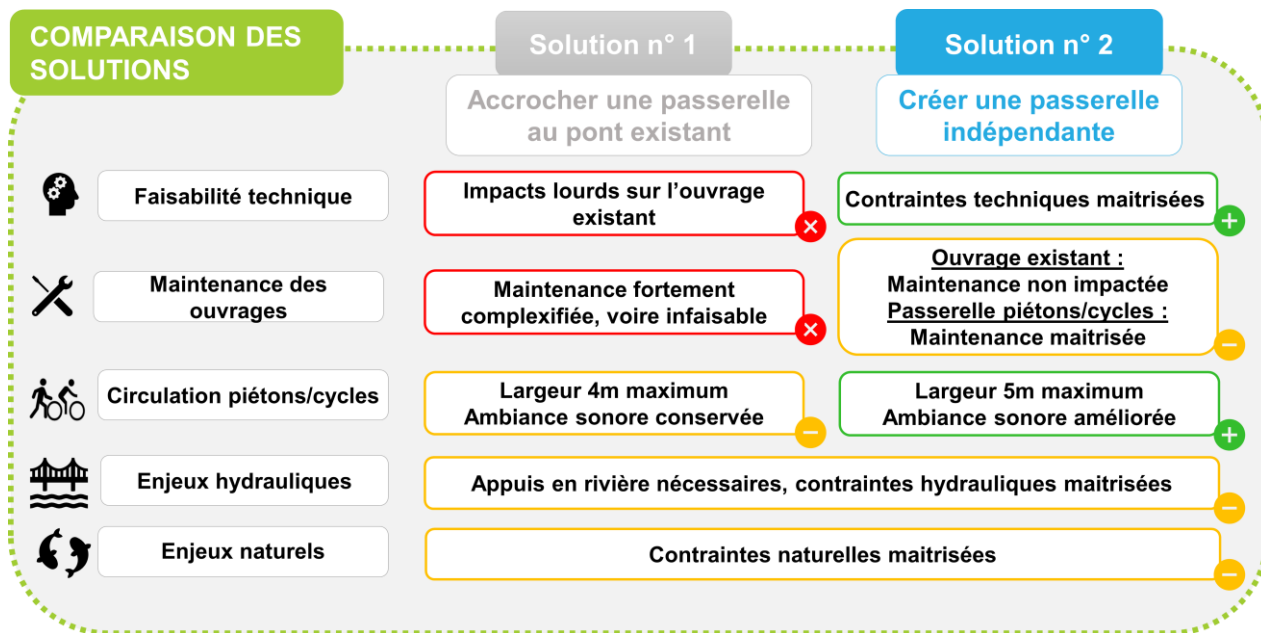 COMPARAISON DES
SOLUTIONS
Solution n° 1
Solution n° 2
Accrocher une passerelle
au pont existant
Créer une passerelle
indépendante
Faisabilité technique
Impacts lourds sur l’ouvrage
existant
Contraintes techniques maitrisées
Maintenance des
ouvrages
Maintenance fortement
complexifiée, voire infaisable
Ouvrage existant :
Maintenance non impactée
Passerelle piétons/cycles :
Maintenance maitrisée
Circulation piétons/cycles
Largeur 4m maximum
Ambiance sonore conservée
Largeur 5m maximum
Ambiance sonore améliorée
Enjeux hydrauliques
Appuis en rivière nécessaires, contraintes hydrauliques maitrisées
Enjeux naturels
Contraintes naturelles maitrisées